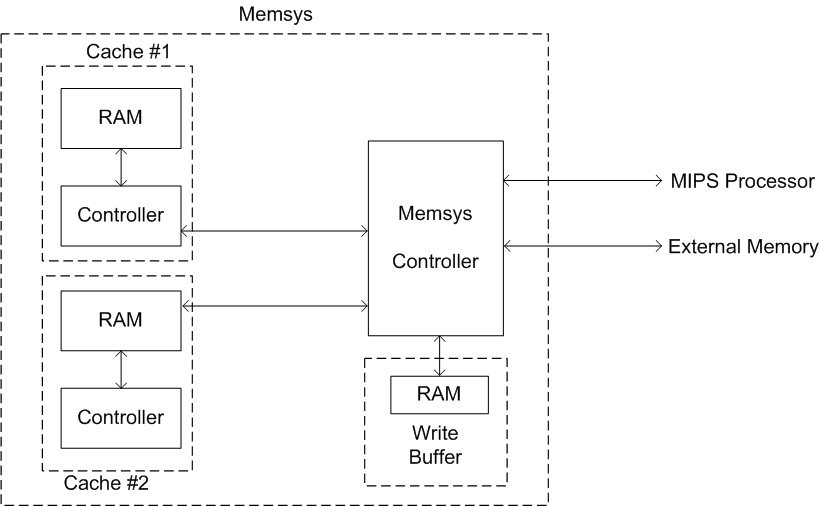 Memsys
Cache #1
RAM
Controller
Memsys
Controller
MIPS Processor
External Memory
RAM
Controller
Cache #2
RAM
Write
Buffer